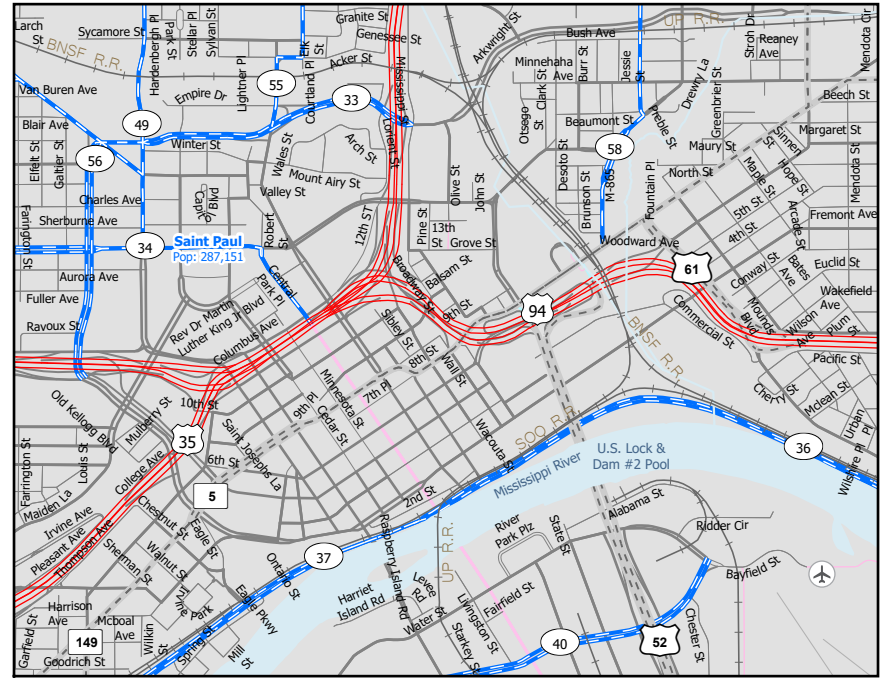 Larch St
Sycamore St
Hardenbergh Pl
Park St
Stellar Pl
Sylvan St
Granite St
Genessee St
Elk St
Arkwright St
UP R.R.
Bush Ave
Stroh Dr
Reaney Ave
Mendota Cir
BNSF R.R.
Acker St
Mississippi St
Minnehaha Ave
Burr St
Jessie St
Drewry La
Beech St
Van Buren Ave
Lightner Pl
55
Courtland Pl
33
Clark St
Otsego St
Beaumont St
Preble St
Greenbrier St
Margaret St
Empire Dr
Blair Ave
49
Winter St
Lorient St
58
Maury St
Sinnen St
56
Elfelt St
Galtier St
Wales St
Arch St
Mount Airy St
Desoto St
North St
Maple St
Hope St
Mendota St
Charles Ave
Capitol Blvd
Valley St
Olive St
John St
Brunson St
M-865
Fountain Pl
5th St
4th St
Arcade St
Fremont Ave
Farrington St
Sherburne Ave
34
Saint Paul
Pop: 287,151
Robert St
12th ST
Pine St
13th St
Grove St
Woodward Ave
Aurora Ave
Central Park Pl
Broadway St
Balsam St
61
Conway St
Bates Ave
Euclid St
Fuller Ave
Rev Dr Martin Luther King Jr Blvd
9th St
94
Commercial St
Mounds Blvd
Wakefield Ave
Ravoux St
Columbus Ave
Sibley St
8th St
Wall St
BNSF R.R
Wilson Ave
Plum St
Pacific St
Old Kellogg Blvd
10th St
9th Pl
Minnesota St
7th Pl
Cherry St
Mclean St
Mulberry St
35
Cedar St
Wacouta St
SOO R.R.
Urban Pl
Farrington St
Louis St
College Ave
6th St
Saint Josephs La
Mississippi River
U.S. Lock & Dam #2 Pool
36
Wilshire Pl
Maiden La
5
2nd St
Irvine Ave
Pleasant Ave
Thompson Ave
Chestnut St
Eagle St
Alabama St
Ridder Cir
Sherman St
Walnut St
Ontario St
37
Raspberry Island Rd
UP R.R.
River Park Plz
State St
Bayfield St
Irvine Park
Eagle Pkwy
Harriet Island Rd
Levee Rd
Fairfield St
Harrison Ave
Mcboal Ave
Wilkin St
Water St
Livingston St
Starkey St
Chester St
Garfield St
149
Goodrich St
Spring St
Mill St
40
52